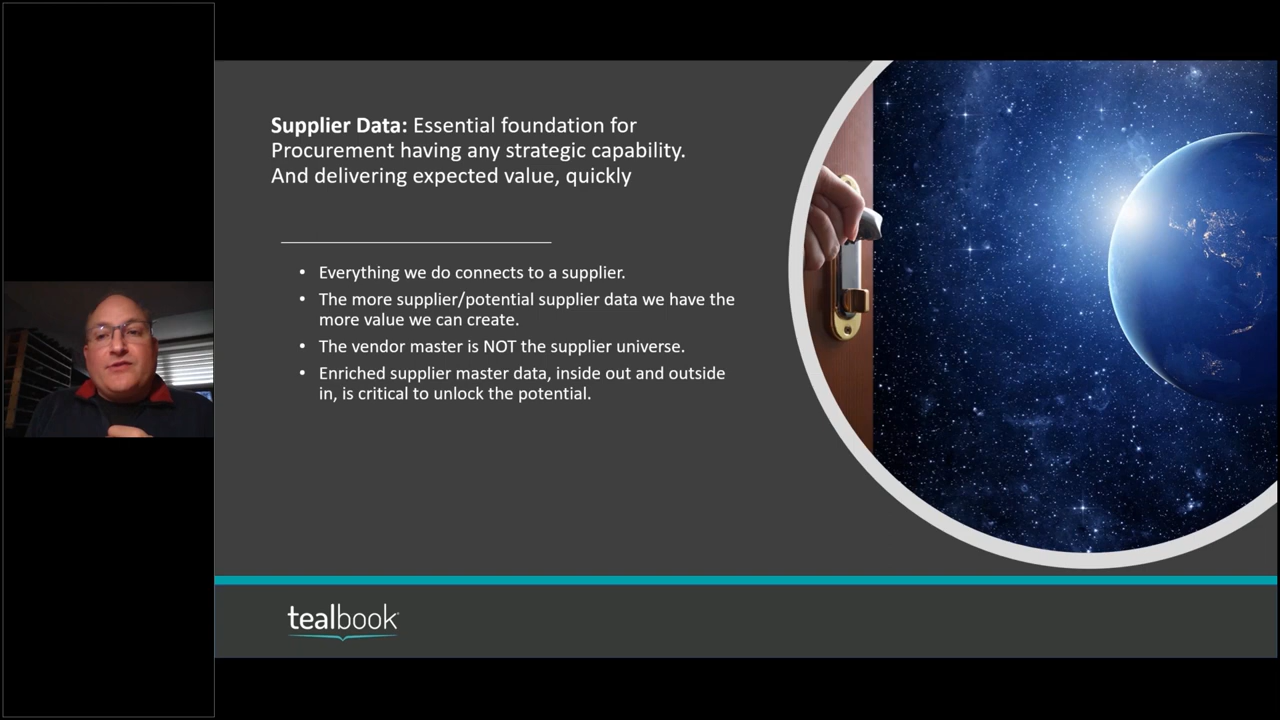 Supplier Data: Essential foundation for
Procurement having any strategic capability.
And delivering expected value, quickly
• Everything we do connects to a supplier.
• The more supplier/potential supplier data we have the
more value we can create.
• The vendor master is NOT the supplier universe.
• Enriched supplier master data, inside out and outside
in, is critical to unlock the potential.
tealbook